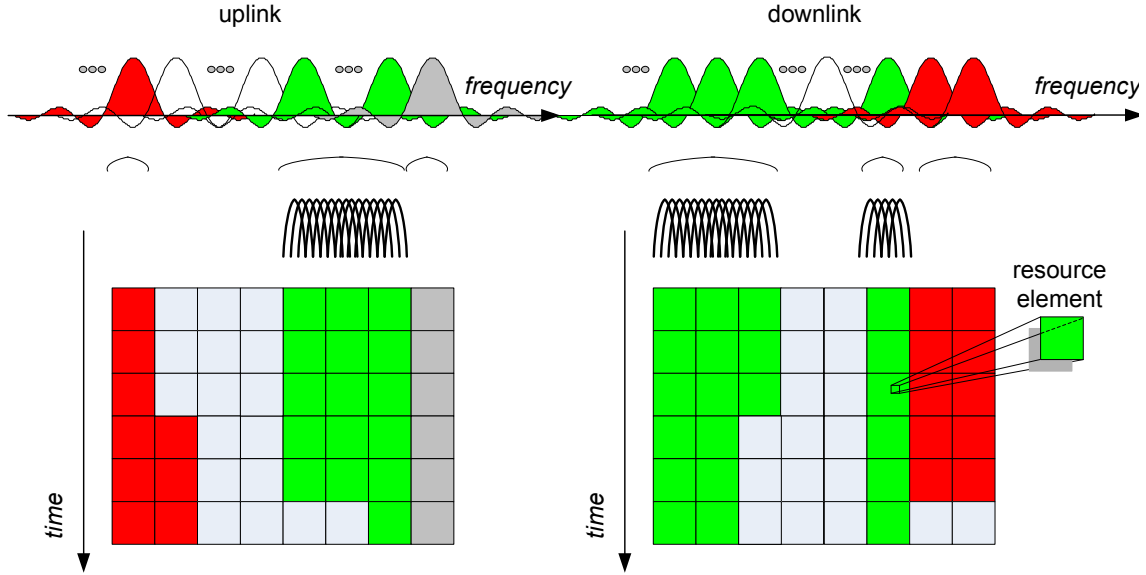 uplink
downlink
frequency
frequency
resource
element
time
time